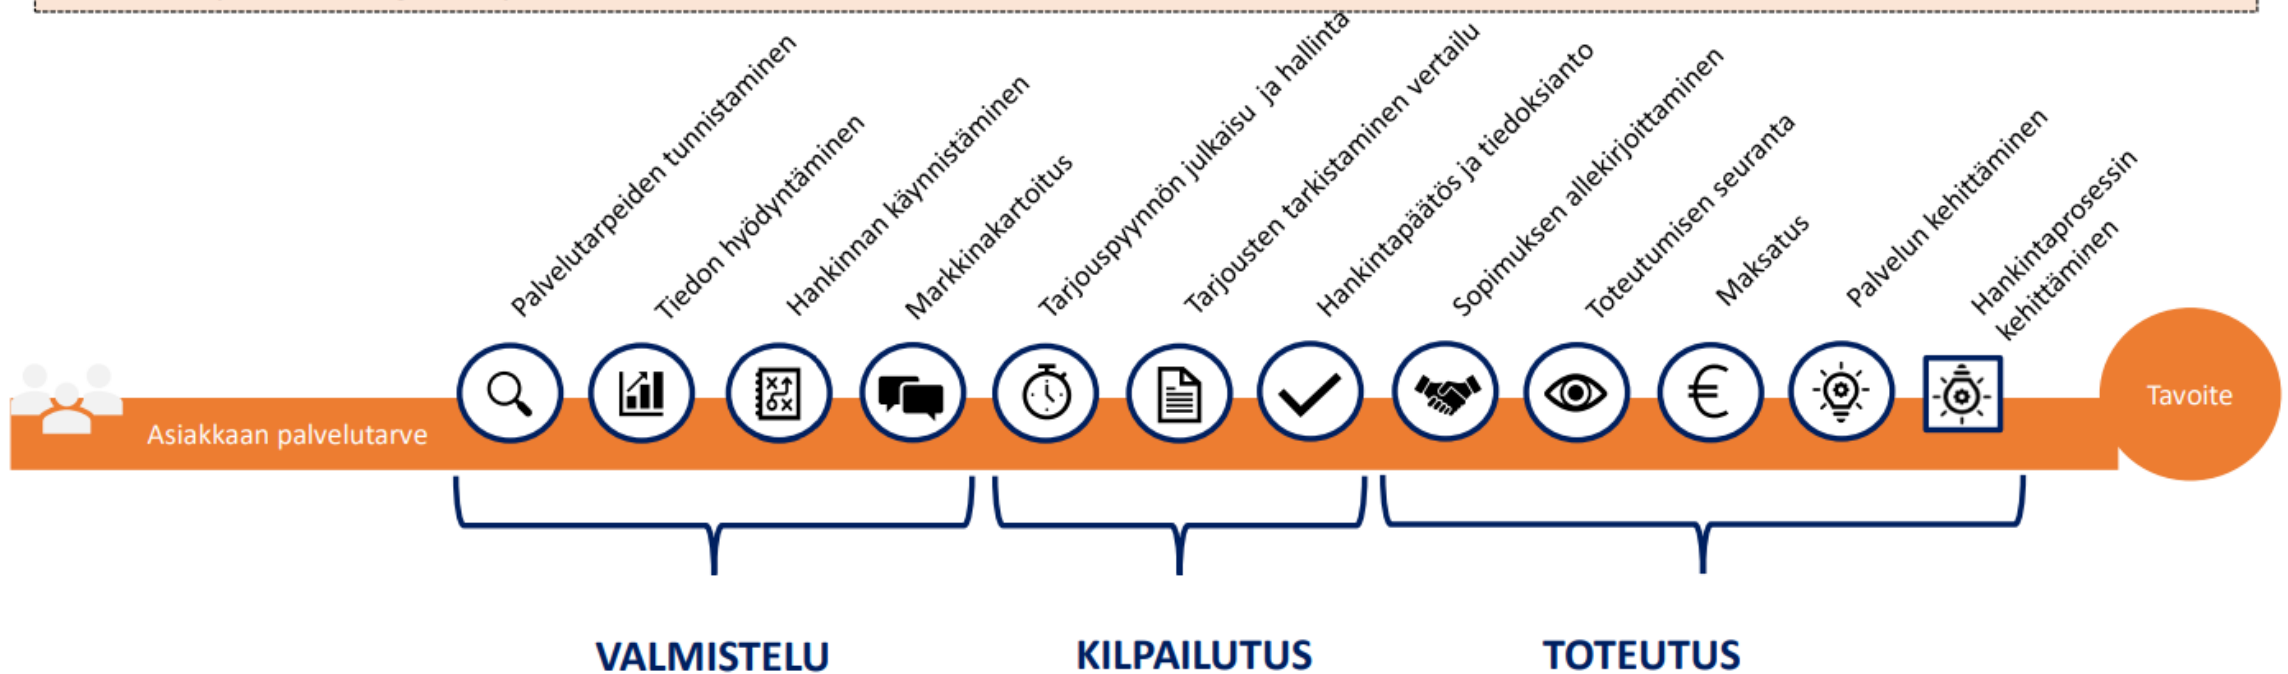 Palvelutarpeiden tunnistaminen
Tiedon hyödyntäminen
Hankinnan käynnistäminen
Markkinakartoitus
Tarjouspyynnön julkaisu ja hallinta
Tarjousten tarkistaminen vertailu
Hankintapäätös ja tiedoksianto
Sopimuksen allekirjoittaminen
Toteutumisen seuranta
Maksatus
Palvelun kehittäminen
Hankintaprosessin
kehittäminen
Asiakkaan palvelutarve
€
Tavoite
VALMISTELU
KILPAILUTUS
TOTEUTUS